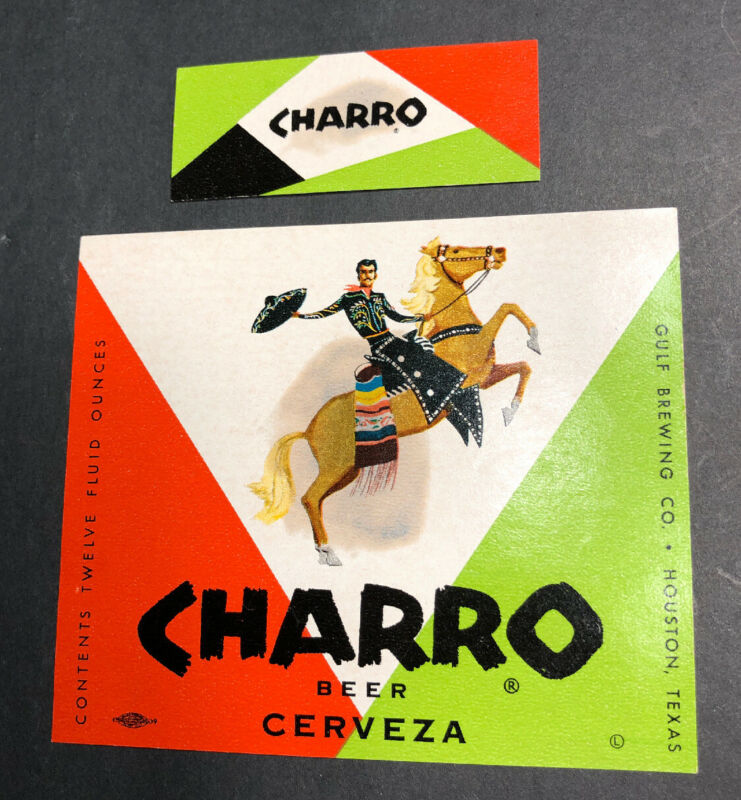 CHARRO
®
CONTENTS TWELVE FLUID OUNCES
GULF BREWING CO. • HOUSTON, TEXAS
CHARRO
BEER ®
CERVEZA
Ⓛ